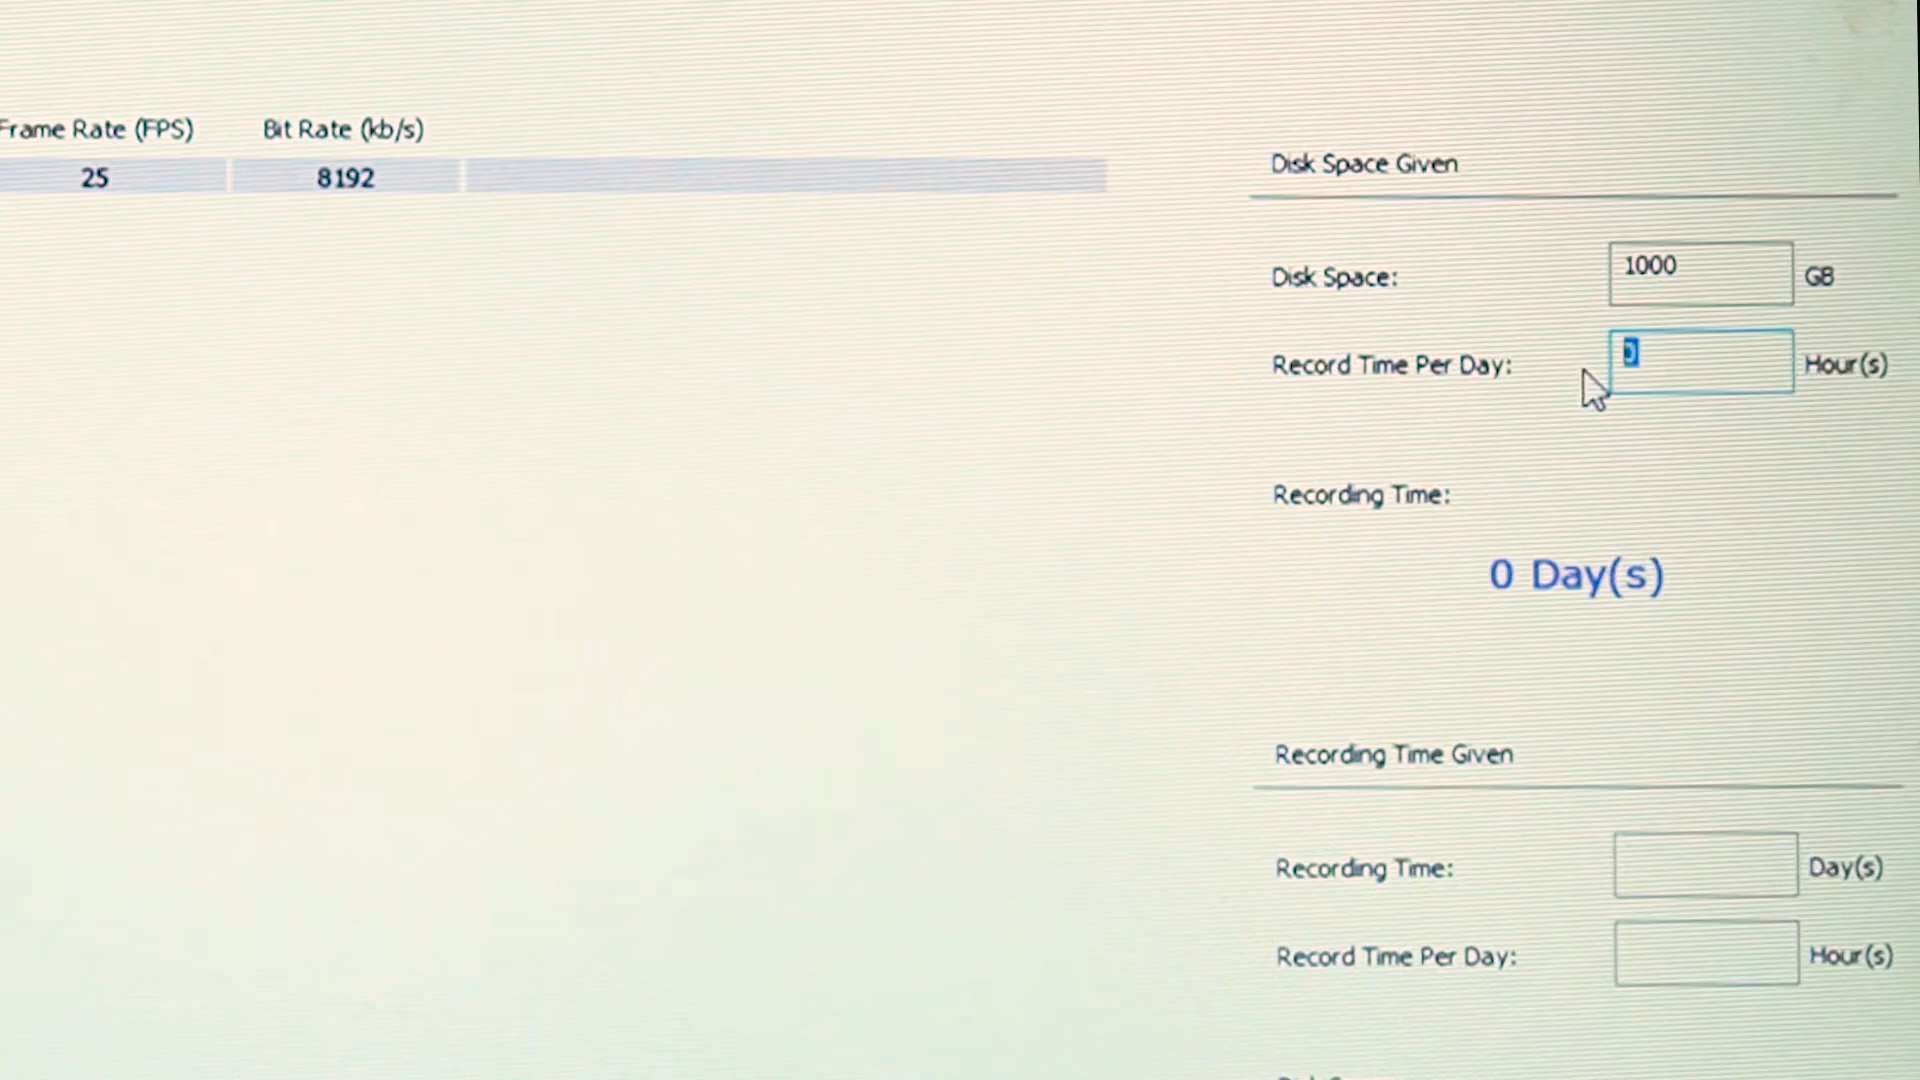 Frame Rate (FPS) Bit Rate (kb/s)
25 8192
Disk Space Given
Disk Space: 1000 GB
Record Time Per Day: 0 Hour(s)
Recording Time:
0 Day(s)
Recording Time Given
Recording Time: Day(s)
Record Time Per Day: Hour(s)